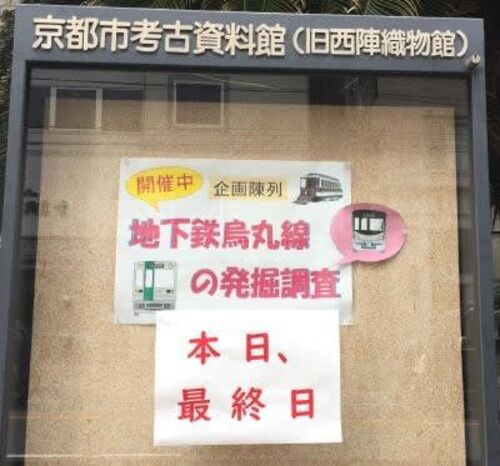 京都市考古資料館(旧西陣織物館)
開催中
企画陳列
地下鉄烏丸線
の発掘調査
本日、
最終日